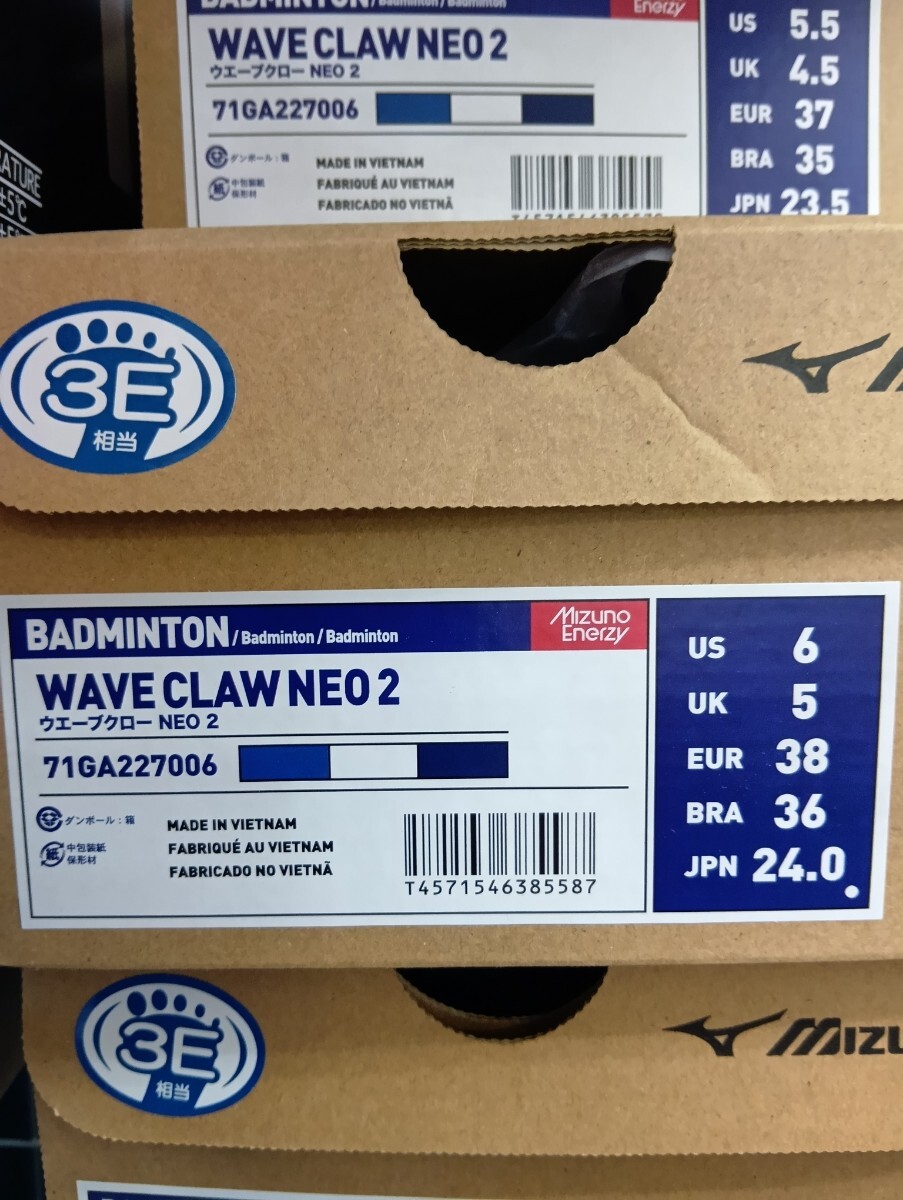 BADMINTON / Badminton / Badminton
Enerzy
WAVE CLAW NEO 2
ウエーブクロー NEO 2
71GA227006
ダンボール：箱
紙 中包装紙
保形材
MADE IN VIETNAM
FABRIQUÉ AU VIETNAM
FABRICADO NO VIETNÃ
US 5.5
UK 4.5
EUR 37
BRA 35
JPN 23.5
±5℃
3E
相当
BADMINTON / Badminton / Badminton
Mizuno
Enerzy
WAVE CLAW NEO 2
ウエーブクロー NEO 2
71GA227006
ダンボール：箱
紙 中包装紙
保形材
MADE IN VIETNAM
FABRIQUÉ AU VIETNAM
FABRICADO NO VIETNÃ
T4571546385587
US 6
UK 5
EUR 38
BRA 36
JPN 24.0
3E
相当
MIZU